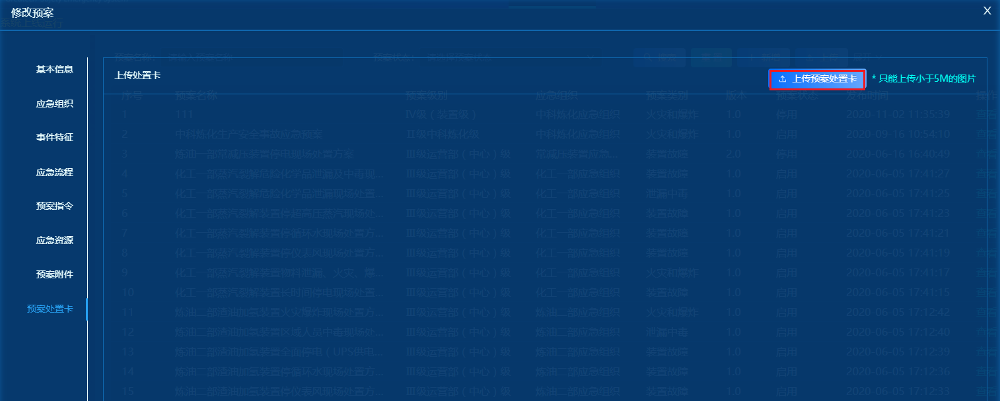 修改预案
X
系统上线运行
基本信息
应急组织
事件特征
应急流程
预案指令
应急资源
预案附件
预案处置卡
预案名称: 请输入预案名称 预案状态: 请选择预案状态
上传处置卡 上传预案处置卡 * 只能上传小于5M的图片
序号 预案名称 预案级别 应急组织 预案类别 版本 预案状态 发布时间 操作
1 111 IV级（装置级） 中科炼化应急组织 火灾和爆炸 1.0 停用 2020-11-02 11:35:39 查看
2 中科炼化生产安全事故应急预案 II级中科炼化级 中科炼化应急组织 火灾和爆炸 1.0 启用 2020-09-16 10:54:10 查看
3 炼油一部常减压装置停电现场处置方案 III级运营部（中心）级 常减压装置应急... 装置故障 2.0 停用 2020-06-16 16:40:49 查看
4 化工一部蒸汽裂解危险化学品泄漏及中毒现... III级运营部（中心）级 化工一部应急组织 装置故障 1.0 启用 2020-06-05 17:41:27 查看
5 化工一部蒸汽裂解危险化学品泄漏现场处置... III级运营部（中心）级 化工一部应急组织 泄漏中毒 1.0 启用 2020-06-05 17:41:25 查看
6 化工一部蒸汽裂解装置停超高压蒸汽现场处... III级运营部（中心）级 化工一部应急组织 装置故障 1.0 启用 2020-06-05 17:41:23 查看
7 化工一部蒸汽裂解装置停循环水现场处置方... III级运营部（中心）级 化工一部应急组织 装置故障 1.0 启用 2020-06-05 17:41:21 查看
8 化工一部蒸汽裂解装置停仪表风现场处置方... III级运营部（中心）级 化工一部应急组织 装置故障 1.0 启用 2020-06-05 17:41:19 查看
9 化工一部蒸汽裂解装置物料泄漏、火灾、爆... III级运营部（中心）级 化工一部应急组织 火灾和爆炸 1.0 启用 2020-06-05 17:41:17 查看
10 化工一部蒸汽裂解装置长时间停电现场处置... III级运营部（中心）级 化工一部应急组织 装置故障 1.0 启用 2020-06-05 17:41:15 查看
11 炼油二部渣油加氢装置火灾爆炸现场处置方... III级运营部（中心）级 炼油二部应急组织 火灾和爆炸 1.0 启用 2020-06-05 17:12:42 查看
12 炼油二部渣油加氢装置区域人员中毒现场处... III级运营部（中心）级 炼油二部应急组织 泄漏中毒 1.0 启用 2020-06-05 17:12:40 查看
13 炼油二部渣油加氢装置全面停电（UPS供电... III级运营部（中心）级 炼油二部应急组织 装置故障 1.0 启用 2020-06-05 17:12:39 查看
14 炼油二部渣油加氢装置停循环水现场处置方... III级运营部（中心）级 炼油二部应急组织 装置故障 1.0 启用 2020-06-05 17:12:36 查看
15 炼油二部渣油加氢装置停仪表风现场处置方... III级运营部（中心）级 炼油二部应急组织 装置故障 1.0 启用 2020-06-05 17:12:33 查看